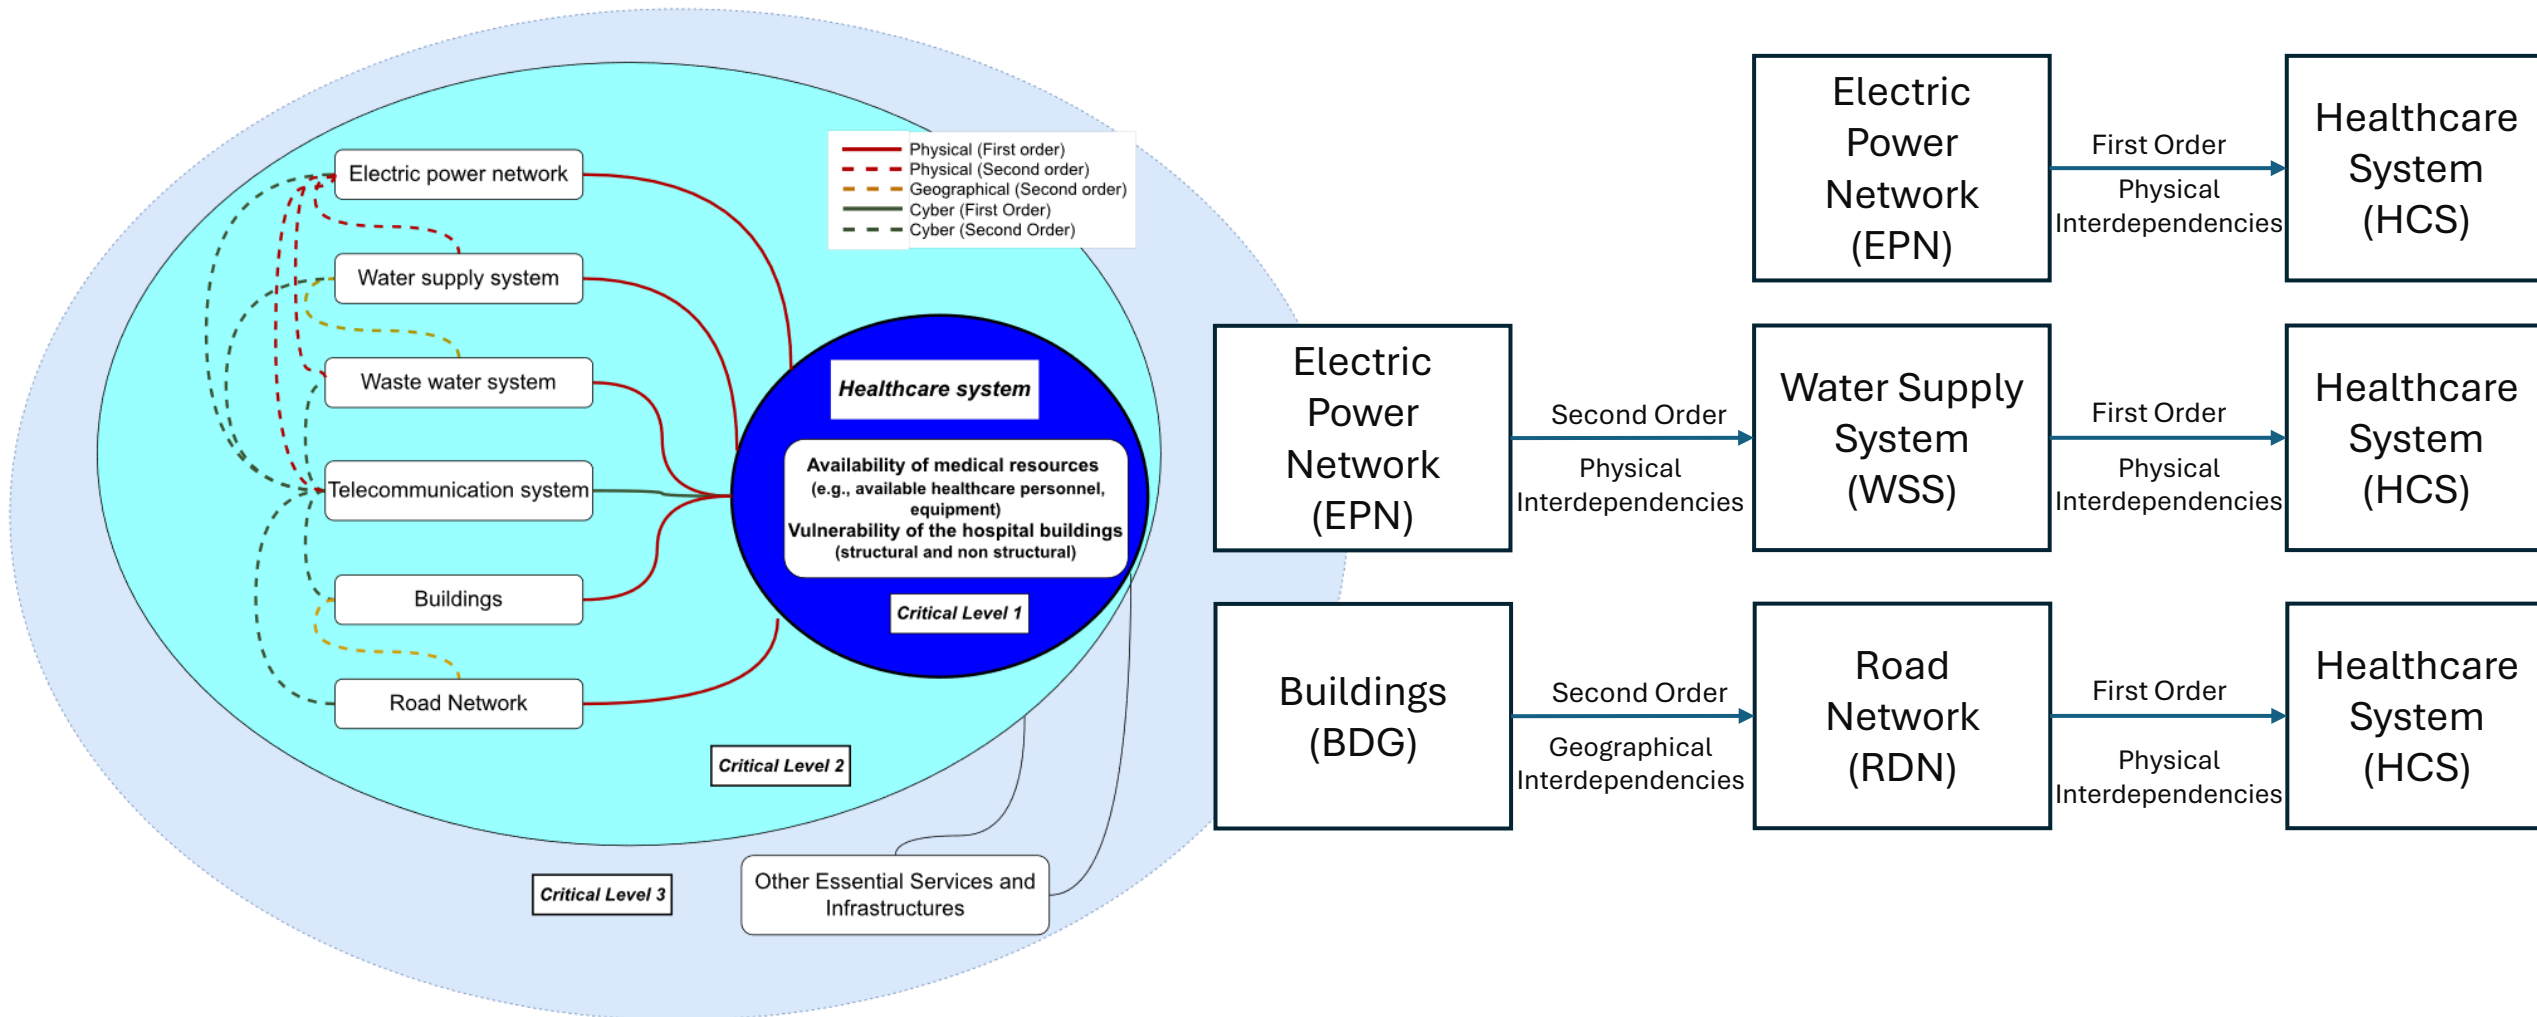 Physical (First order)
Physical (Second order)
Geographical (Second order)
Cyber (First Order)
Cyber (Second Order)
Electric power network
Water supply system
Waste water system
Telecommunication system
Buildings
Road Network
Healthcare system
Availability of medical resources
(e.g., available healthcare personnel,
equipment)
Vulnerability of the hospital buildings
(structural and non structural)
Critical Level 1
Critical Level 2
Critical Level 3
Other Essential Services and
Infrastructures
Electric
Power
Network
(EPN)
First Order
Physical
Interdependencies
Healthcare
System
(HCS)
Electric
Power
Network
(EPN)
Second Order
Physical
Interdependencies
Water Supply
System
(WSS)
First Order
Physical
Interdependencies
Healthcare
System
(HCS)
Buildings
(BDG)
Second Order
Geographical
Interdependencies
Road
Network
(RDN)
First Order
Physical
Interdependencies
Healthcare
System
(HCS)